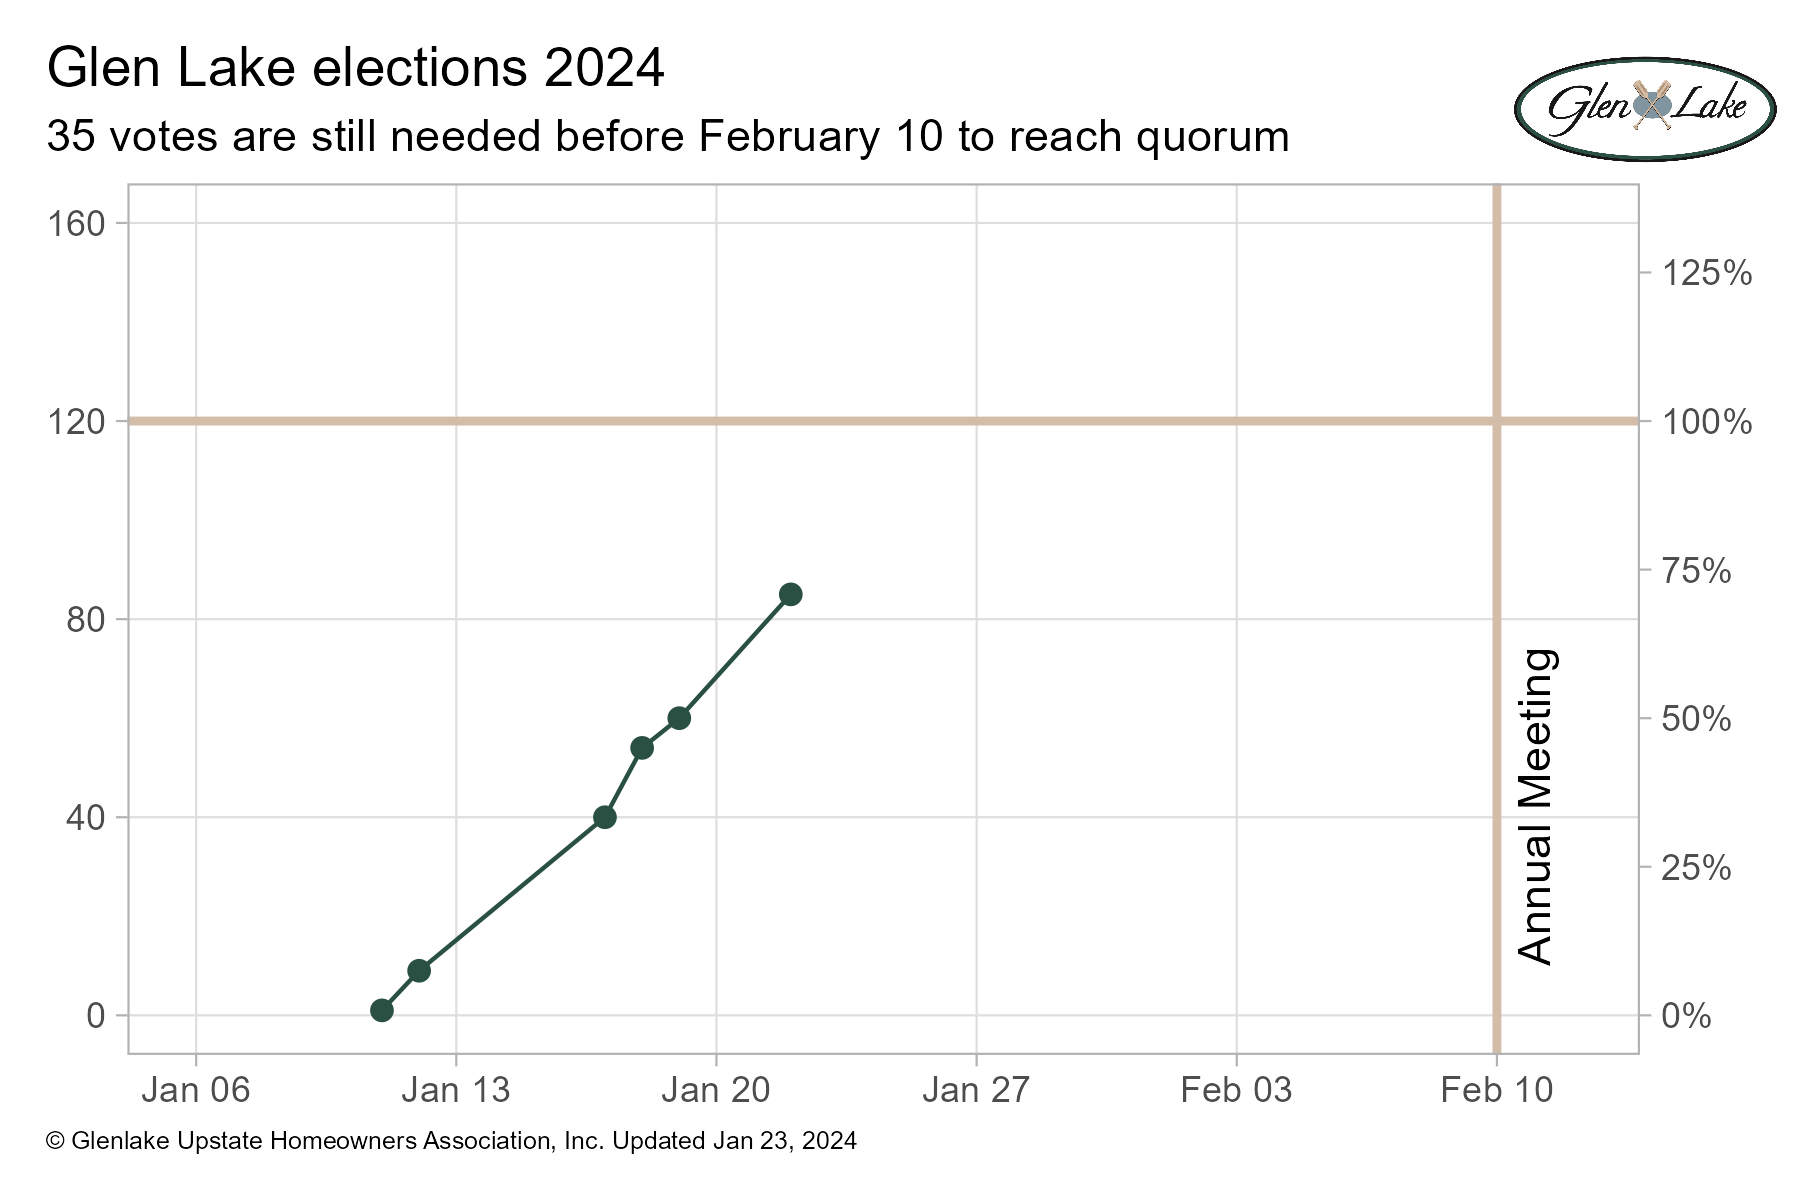 Glen Lake elections 2024
35 votes are still needed before February 10 to reach quorum
Glen Lake
160
120
80
40
0
125%
100%
75%
50%
25%
0%
Annual Meeting
Jan 06
Jan 13
Jan 20
Jan 27
Feb 03
Feb 10
© Glenlake Upstate Homeowners Association, Inc. Updated Jan 23, 2024